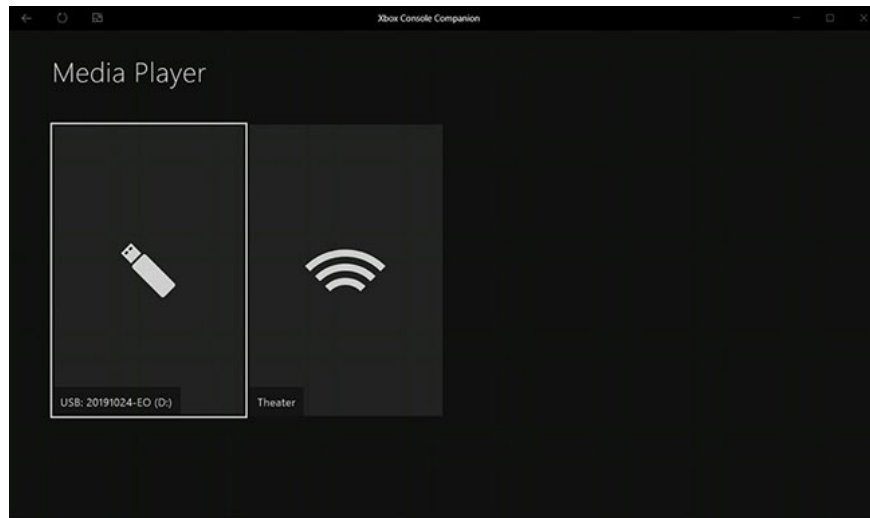 Xbox Console Companion
Media Player
USB: 20191024-EO (D:)
Theater